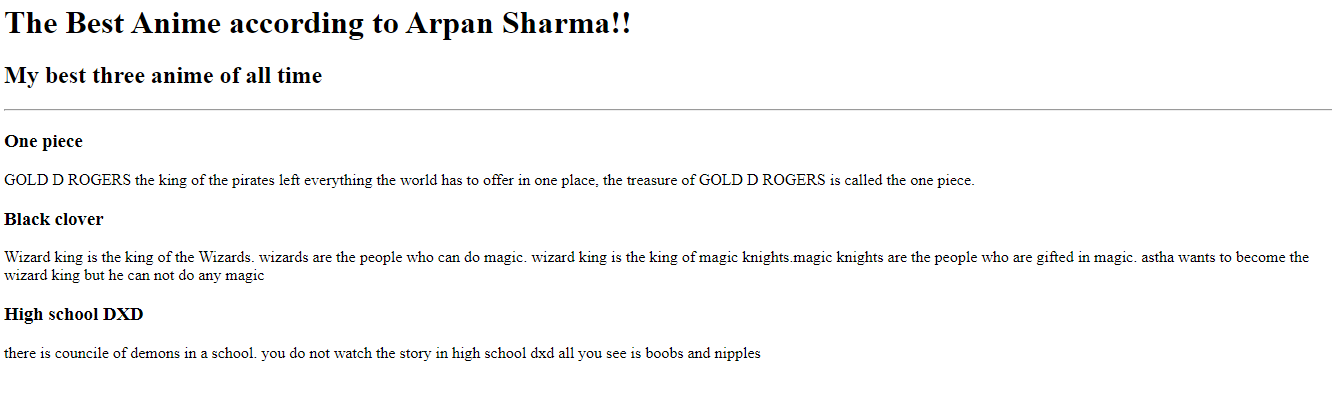 The Best Anime according to Arpan Sharma!!
My best three anime of all time
One piece
GOLD D ROGERS the king of the pirates left everything the world has to offer in one place, the treasure of GOLD D ROGERS is called the one piece.
Black clover
Wizard king is the king of the Wizards. wizards are the people who can do magic. wizard king is the king of magic knights.magic knights are the people who are gifted in magic. astha wants to become the
wizard king but he can not do any magic
High school DXD
there is councile of demons in a school. you do not watch the story in high school dxd all you see is boobs and nipples